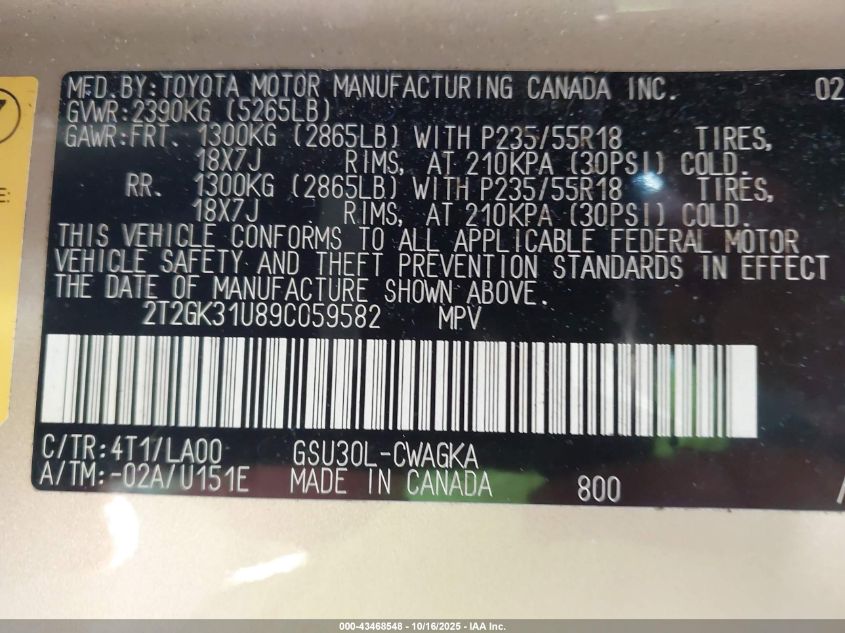 MFD.BY:TOYOTA MOTOR MANUFACTURING CANADA INC. 02
GVWR:2390KG (5265LB)
GAWR:FRT. 1300KG (2865LB) WITH P235/55R18 TIRES,
18X7J RIMS, AT 210KPA (30PSI) COLD.
RR. 1300KG (2865LB) WITH P235/55R18 TIRES,
18X7J RIMS, AT 210KPA (30PSI) COLD.
THIS VEHICLE CONFORMS TO ALL APPLICABLE FEDERAL MOTOR
VEHICLE SAFETY AND THEFT PREVENTION STANDARDS IN EFFECT
THE DATE OF MANUFACTURE SHOWN ABOVE.
2T2GK31U89C059582 MPV
C/TR:4T1/LA00 GSU30L-CWAGKA
A/TM:-02A/U151E MADE IN CANADA 800
000-43468548 - 10/16/2025 - IAA Inc.